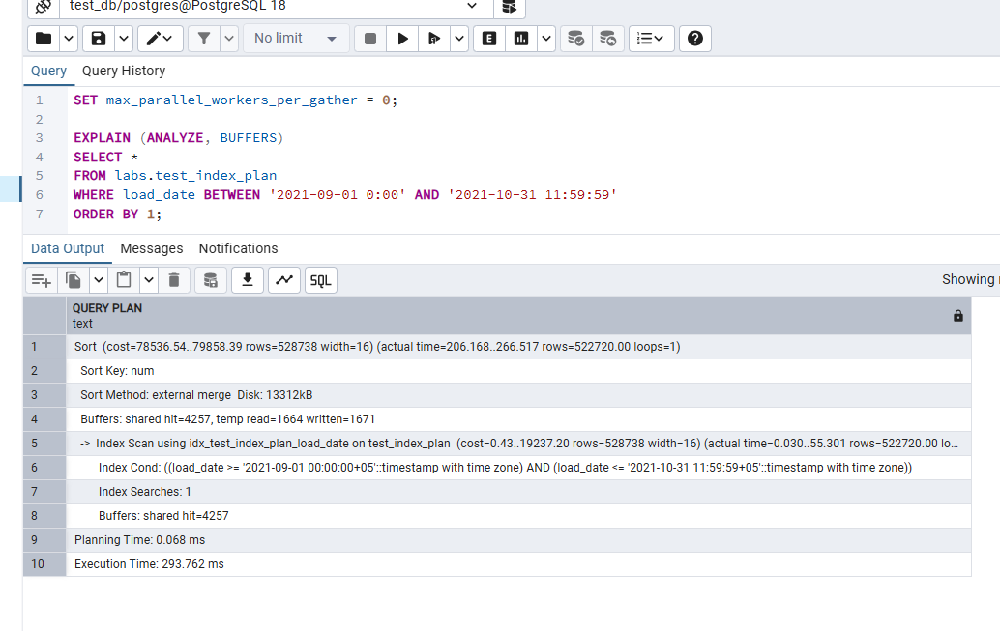 test_db/postgres@PostgreSQL 18
No limit
E
Query Query History
1 SET max_parallel_workers_per_gather = 0;
2
3 EXPLAIN (ANALYZE, BUFFERS)
4 SELECT *
5 FROM labs.test_index_plan
6 WHERE load_date BETWEEN '2021-09-01 0:00' AND '2021-10-31 11:59:59'
7 ORDER BY 1;
Data Output Messages Notifications
SQL
Showing
QUERY PLAN
text
1 Sort (cost=78536.54..79858.39 rows=528738 width=16) (actual time=206.168..266.517 rows=522720.00 loops=1)
2 Sort Key: num
3 Sort Method: external merge Disk: 13312kB
4 Buffers: shared hit=4257, temp read=1664 written=1671
5 -> Index Scan using idx_test_index_plan_load_date on test_index_plan (cost=0.43..19237.20 rows=528738 width=16) (actual time=0.030..55.301 rows=522720.00 lo...
6 Index Cond: ((load_date >= '2021-09-01 00:00:00+05'::timestamp with time zone) AND (load_date <= '2021-10-31 11:59:59+05'::timestamp with time zone))
7 Index Searches: 1
8 Buffers: shared hit=4257
9 Planning Time: 0.068 ms
10 Execution Time: 293.762 ms